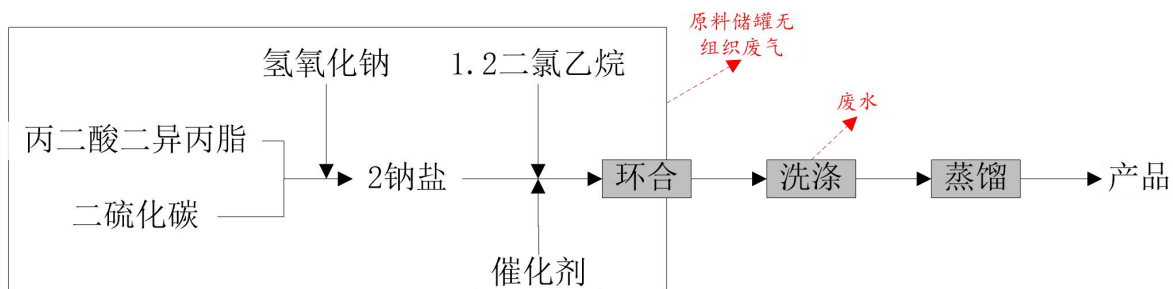 原料储罐无
组织废气
氢氧化钠
1.2二氯乙烷
废水
丙二酸二异丙脂
2钠盐
环合
洗涤
蒸馏
产品
二硫化碳
催化剂